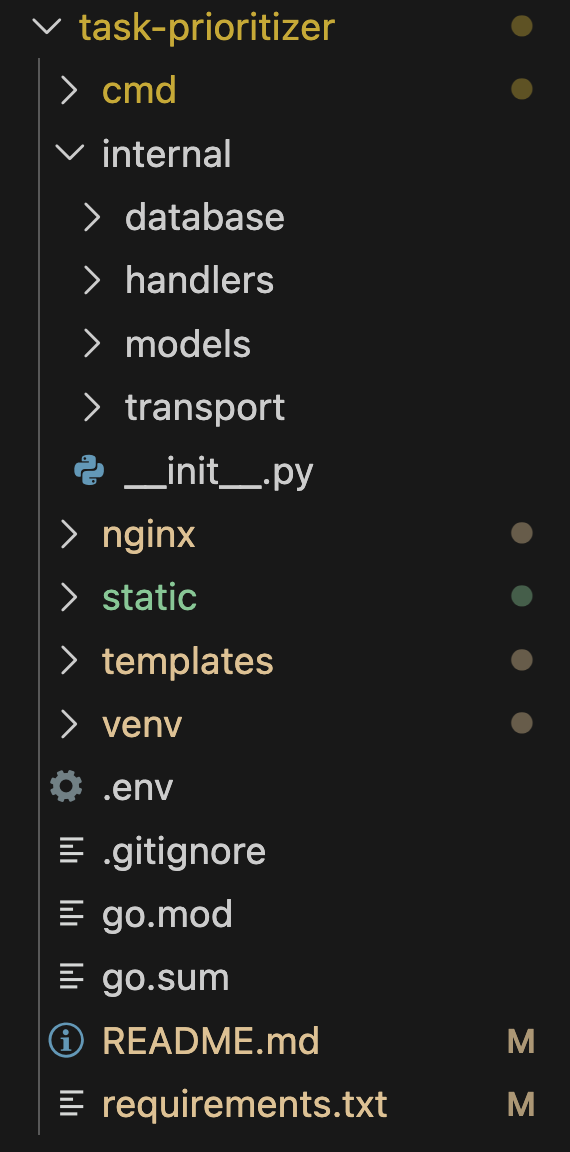 task-prioritizer
cmd
internal
database
handlers
models
transport
__init__.py
nginx
static
templates
venv
.env
.gitignore
go.mod
go.sum
README.md M
requirements.txt M